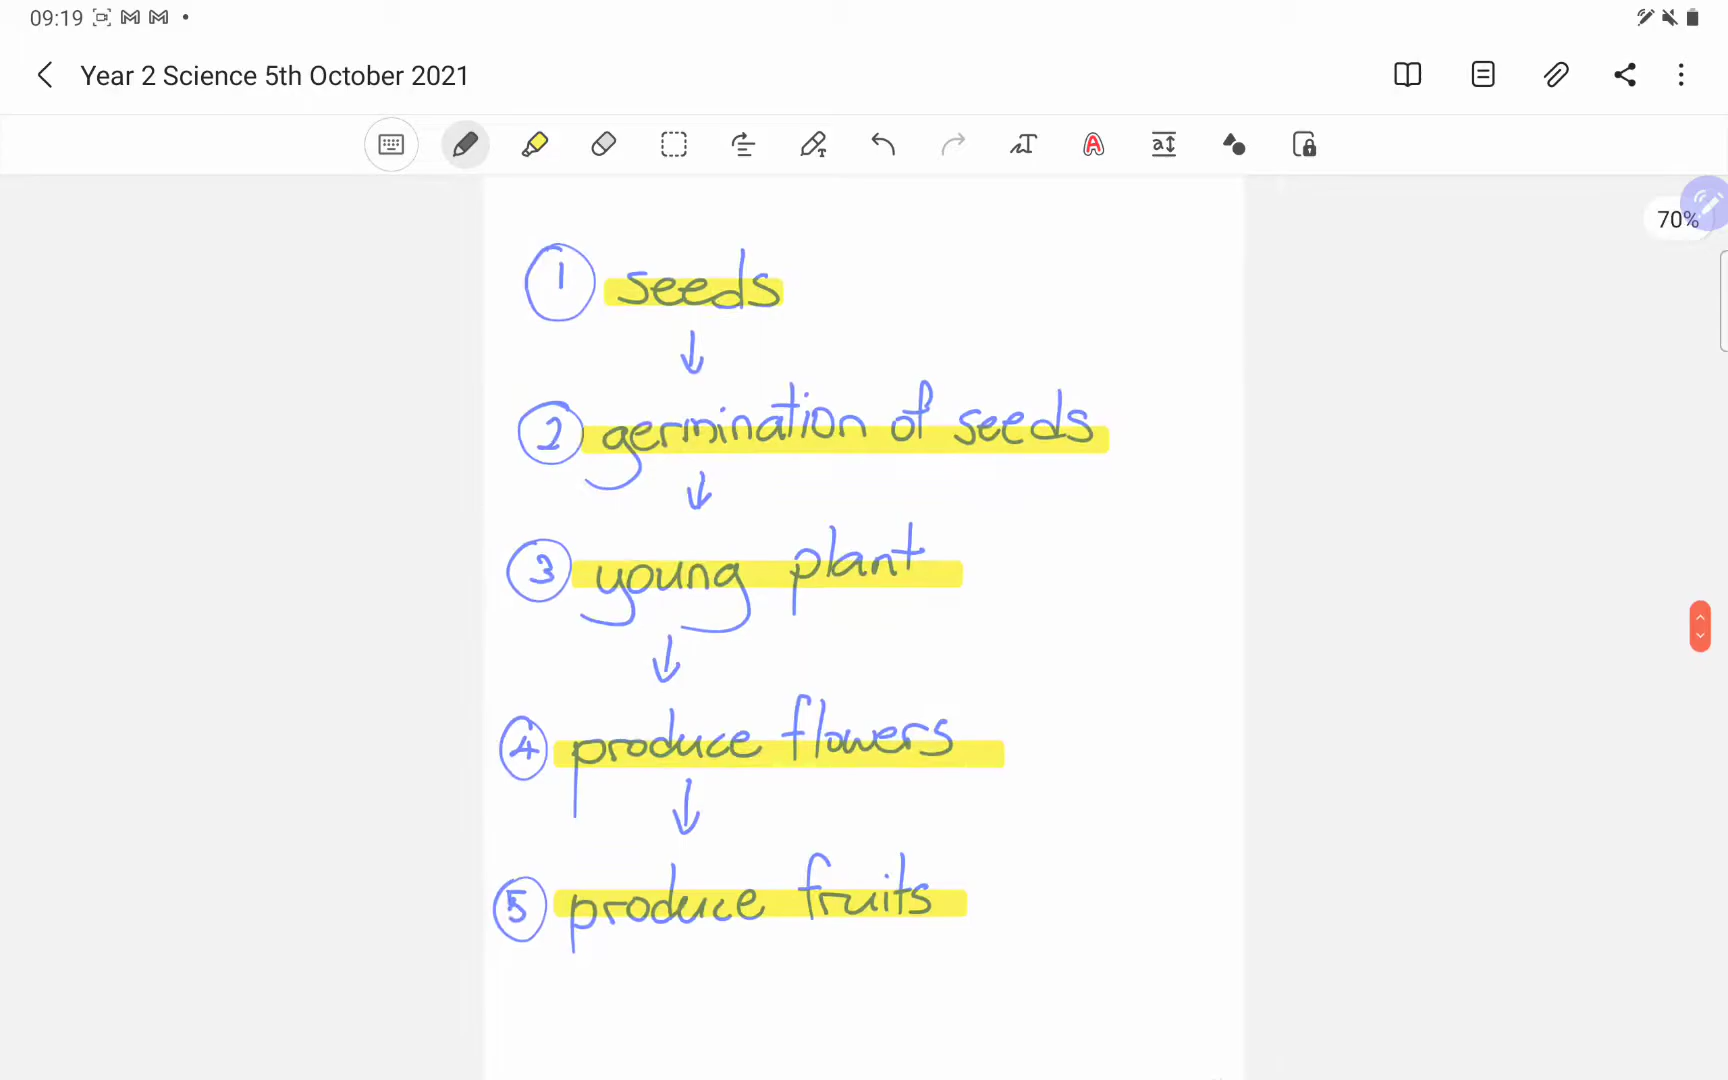 09:19
Year 2 Science 5th October 2021
70%
1 seeds
2 germination of seeds
3 young plant
4 produce flowers
5 produce fruits